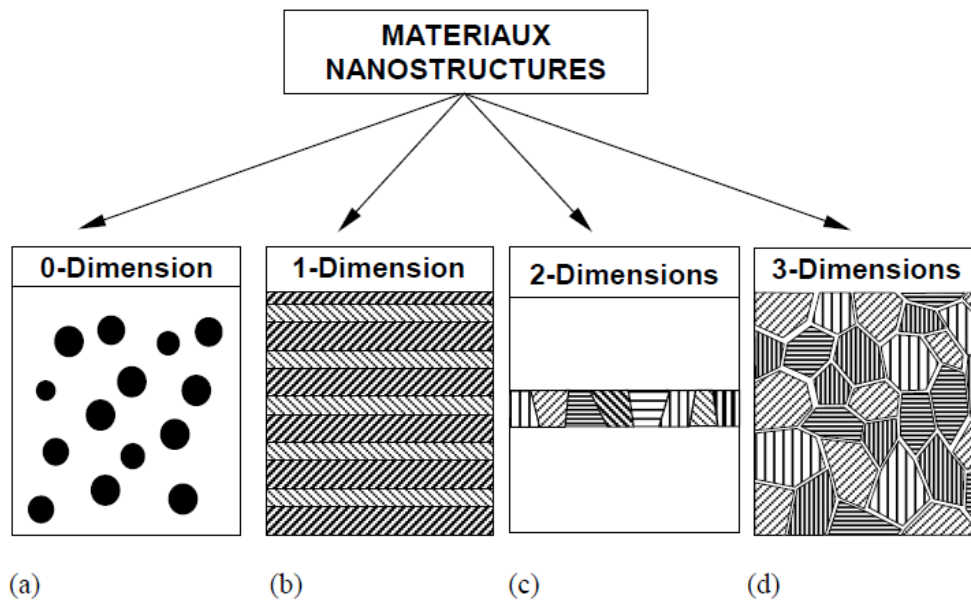 MATERIAUX
NANOSTRUCTURES
0-Dimension
1-Dimension
2-Dimensions
3-Dimensions
(a)
(b)
(c)
(d)